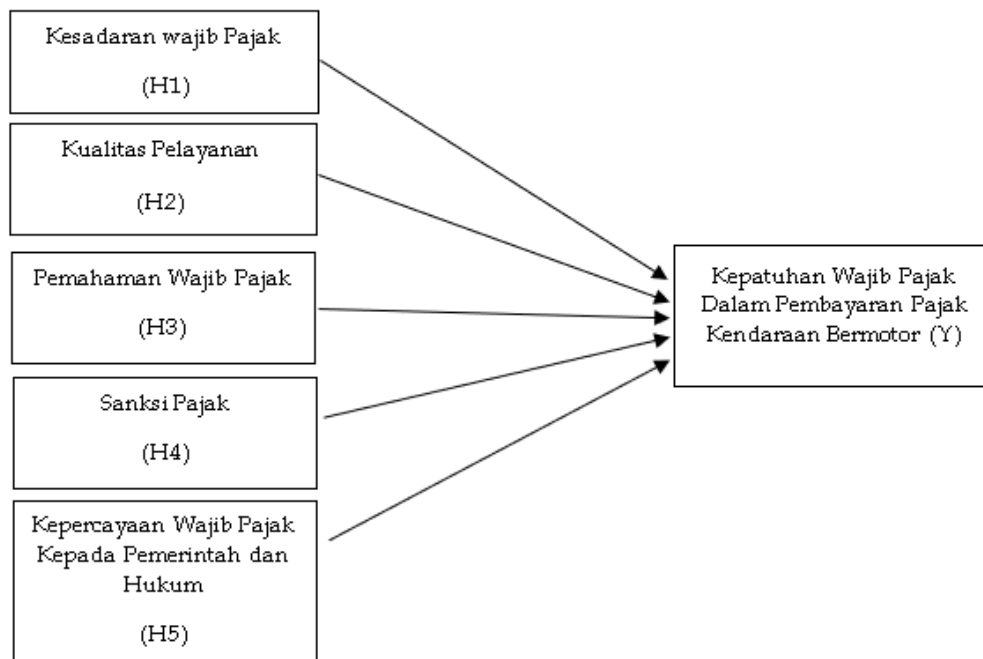 Kesadaran wajib Pajak
(H1)
Kualitas Pelayanan
(H2)
Pemahaman Wajib Pajak
(H3)
Sanksi Pajak
(H4)
Kepercayaan Wajib Pajak
Kepada Pemerintah dan
Hukum
(H5)
Kepatuhan Wajib Pajak
Dalam Pembayaran Pajak
Kendaraan Bermotor (Y)